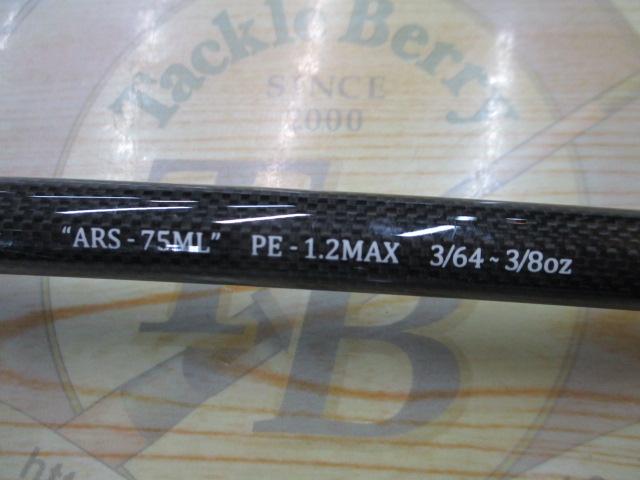 Tackle Berry
SINCE
2000
TB
"ARS - 75ML" PE - 1.2MAX 3/64 ~ 3/8oz